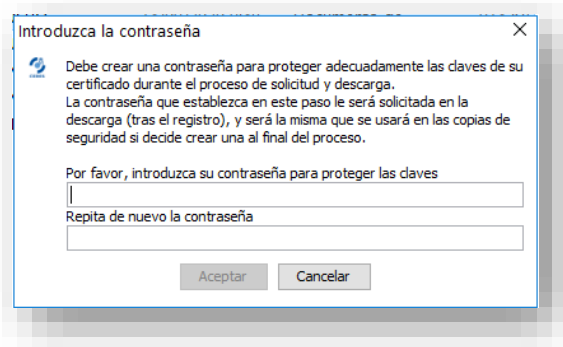 Introduzca la contraseña
Debe crear una contraseña para proteger adecuadamente las claves de su
certificado durante el proceso de solicitud y descarga.
La contraseña que establezca en este paso le será solicitada en la
descarga (tras el registro), y será la misma que se usará en las copias de
seguridad si decide crear una al final del proceso.
Por favor, introduzca su contraseña para proteger las claves
Repita de nuevo la contraseña
Aceptar
Cancelar